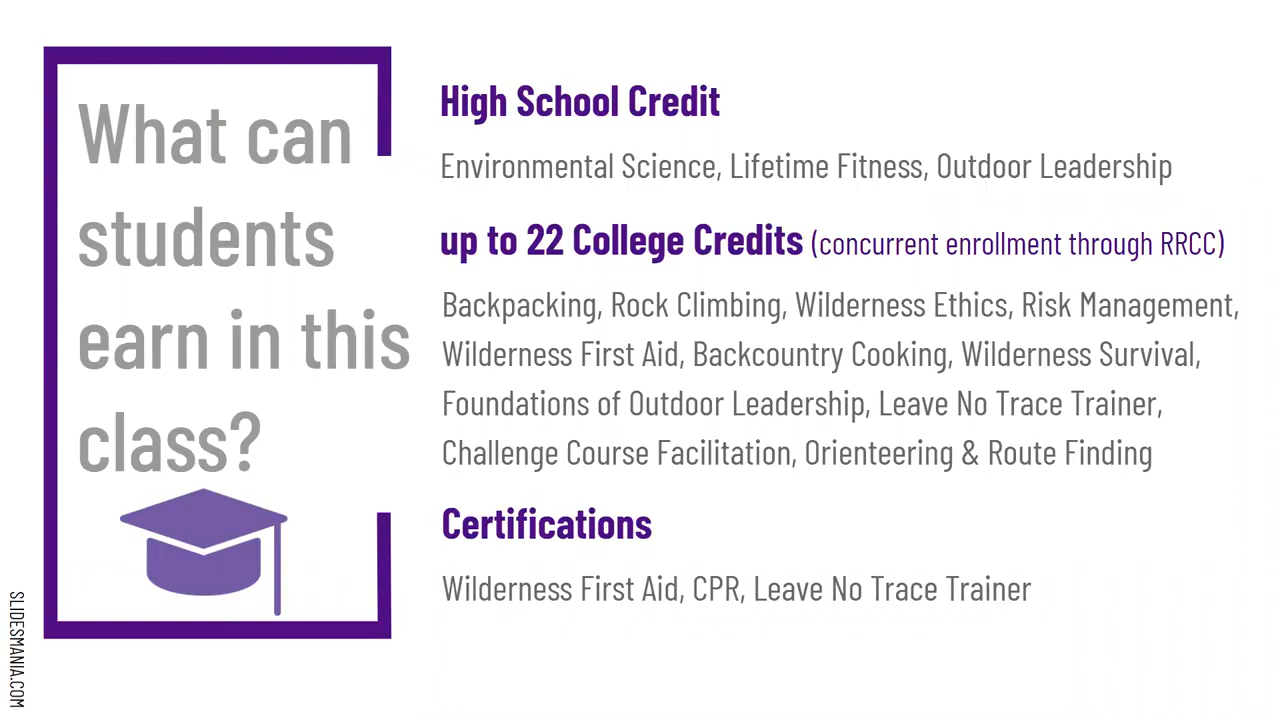 What can
students
earn in this
class?
High School Credit
Environmental Science, Lifetime Fitness, Outdoor Leadership
up to 22 College Credits (concurrent enrollment through RRCC)
Backpacking, Rock Climbing, Wilderness Ethics, Risk Management,
Wilderness First Aid, Backcountry Cooking, Wilderness Survival,
Foundations of Outdoor Leadership, Leave No Trace Trainer,
Challenge Course Facilitation, Orienteering & Route Finding
Certifications
Wilderness First Aid, CPR, Leave No Trace Trainer
SLIDESMANIA.COM